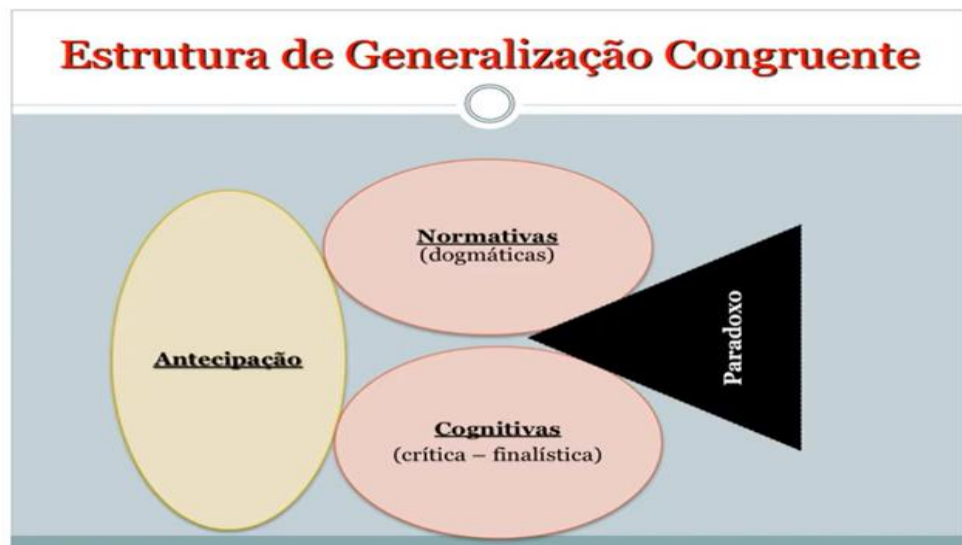 Estrutura de Generalização Congruente
Normativas
(dogmáticas)
Antecipação
Paradoxo
Cognitivas
(crítica – finalística)